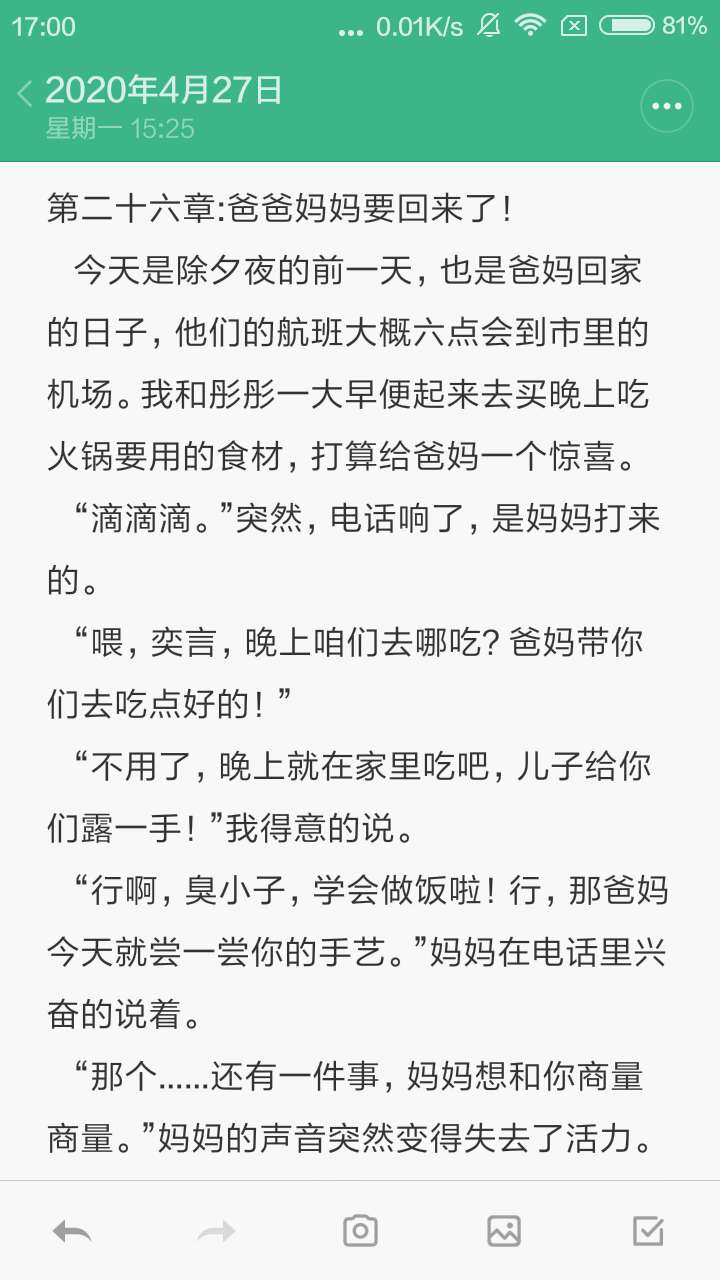 17:00
... 0.01K/s 81%
2020年4月27日
星期一 15:25
第二十六章:爸爸妈妈要回来了！
今天是除夕夜的前一天，也是爸妈回家
的日子，他们的航班大概六点会到市里的
机场。我和彤彤一大早便起来去买晚上吃
火锅要用的食材，打算给爸妈一个惊喜。
“滴滴滴。”突然，电话响了，是妈妈打来
的。
“喂，奕言，晚上咱们去哪吃？爸妈带你
们去吃点好的！”
“不用了，晚上就在家里吃吧，儿子给你
们露一手！”我得意的说。
“行啊，臭小子，学会做饭啦！行，那爸妈
今天就尝一尝你的手艺。”妈妈在电话里兴
奋的说着。
“那个......还有一件事，妈妈想和你商量
商量。”妈妈的声音突然变得失去了活力。